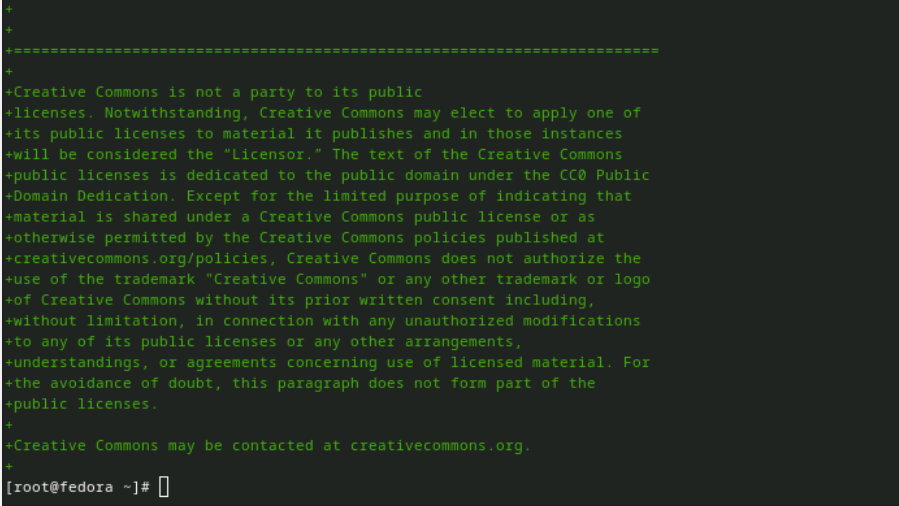 +
+
+=======================================================================
+
+Creative Commons is not a party to its public
+licenses. Notwithstanding, Creative Commons may elect to apply one of
+its public licenses to material it publishes and in those instances
+will be considered the “Licensor.” The text of the Creative Commons
+public licenses is dedicated to the public domain under the CC0 Public
+Domain Dedication. Except for the limited purpose of indicating that
+material is shared under a Creative Commons public license or as
+otherwise permitted by the Creative Commons policies published at
+creativecommons.org/policies, Creative Commons does not authorize the
+use of the trademark "Creative Commons" or any other trademark or logo
+of Creative Commons without its prior written consent including,
+without limitation, in connection with any unauthorized modifications
+to any of its public licenses or any other arrangements,
+understandings, or agreements concerning use of licensed material. For
+the avoidance of doubt, this paragraph does not form part of the
+public licenses.
+
+Creative Commons may be contacted at creativecommons.org.
+
[root@fedora ~]#